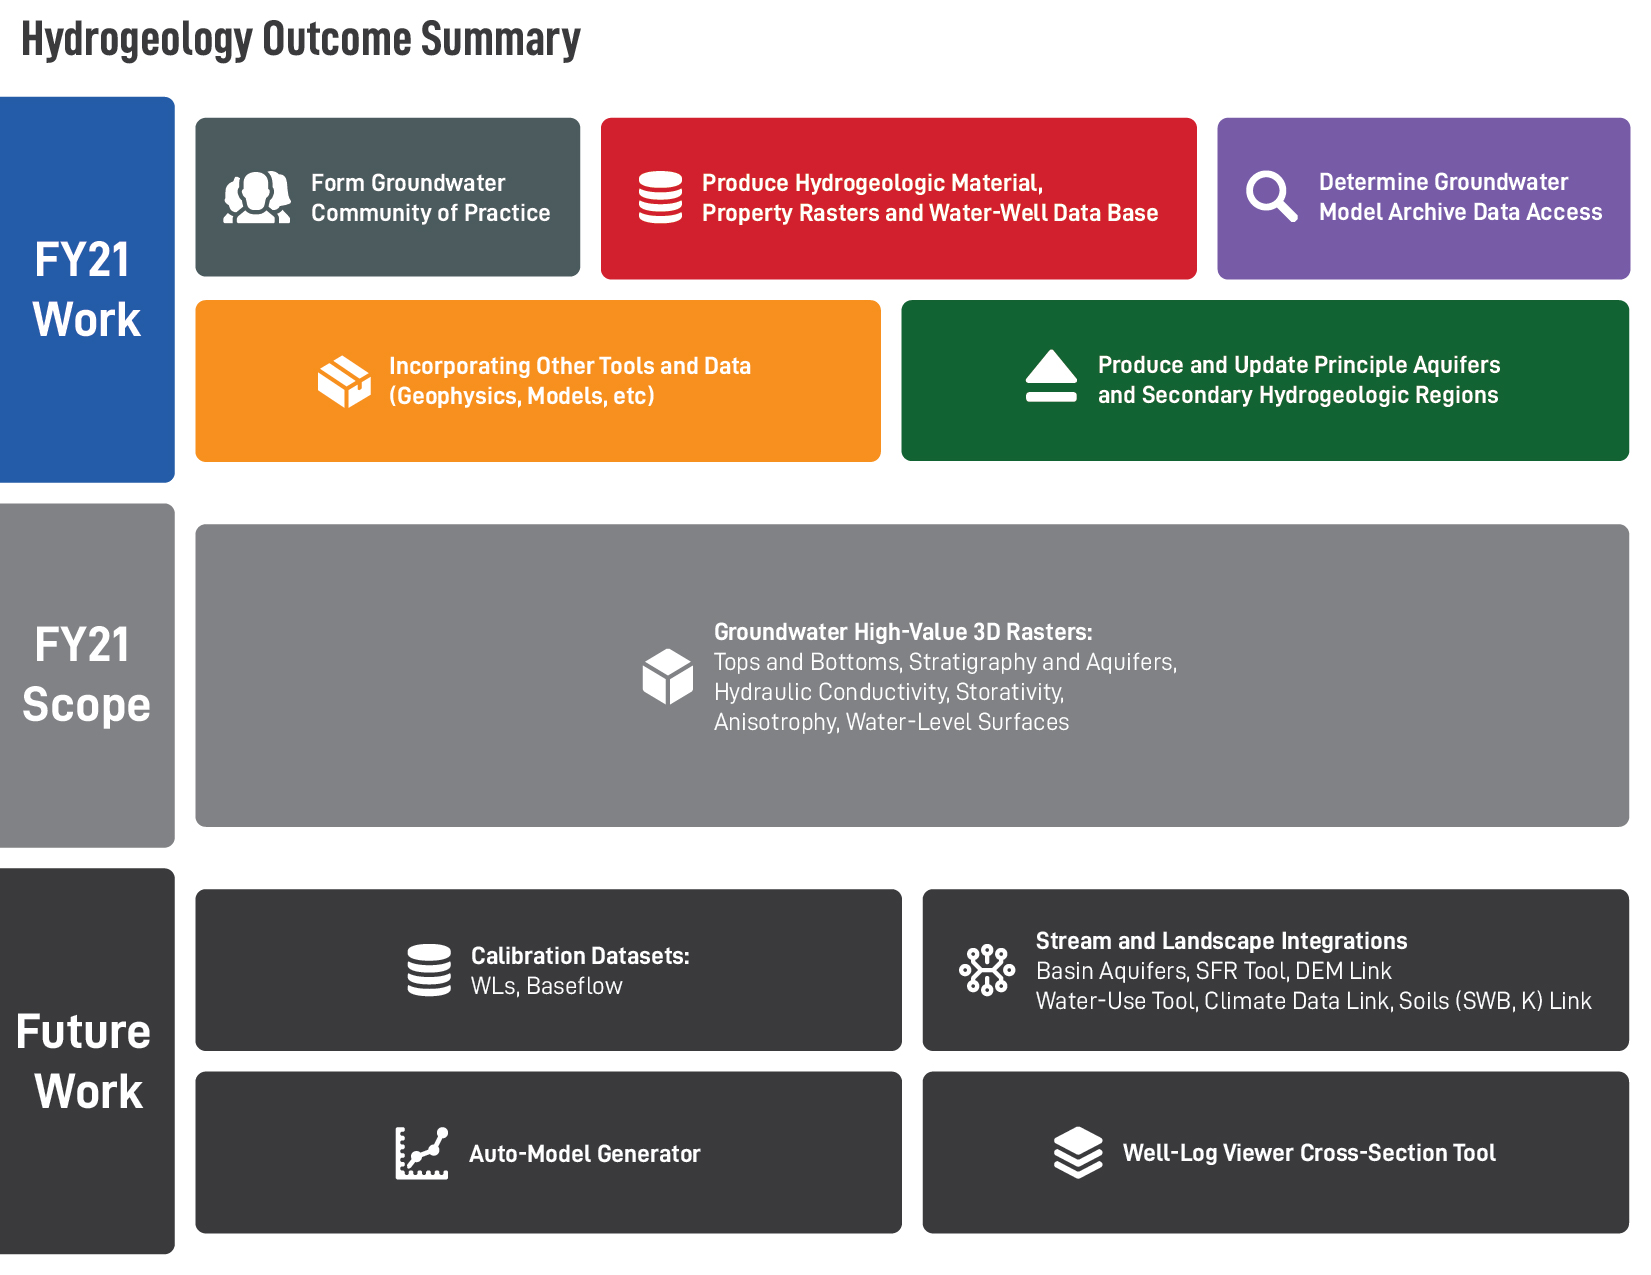 Hydrogeology Outcome Summary
FY21
Work
Form Groundwater
Community of Practice
Produce Hydrogeologic Material,
Property Rasters and Water-Well Data Base
Determine Groundwater
Model Archive Data Access
Incorporating Other Tools and Data
(Geophysics, Models, etc)
Produce and Update Principle Aquifers
and Secondary Hydrogeologic Regions
FY21
Scope
Groundwater High-Value 3D Rasters:
Tops and Bottoms, Stratigraphy and Aquifers,
Hydraulic Conductivity, Storativity,
Anisotrophy, Water-Level Surfaces
Future
Work
Calibration Datasets:
WLs, Baseflow
Stream and Landscape Integrations
Basin Aquifers, SFR Tool, DEM Link
Water-Use Tool, Climate Data Link, Soils (SWB, K) Link
Auto-Model Generator
Well-Log Viewer Cross-Section Tool